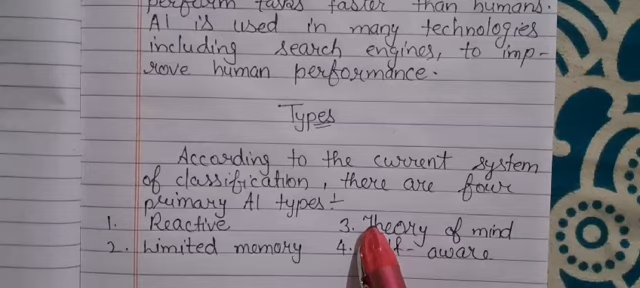 perform tasks faster than humans.
AI is used in many technologies
including search engines, to imp-
rove human performance.
Types
According to the current system
of classification, there are four
primary AI types:-
1. Reactive 3. Theory of mind
2. Limited memory 4. aware